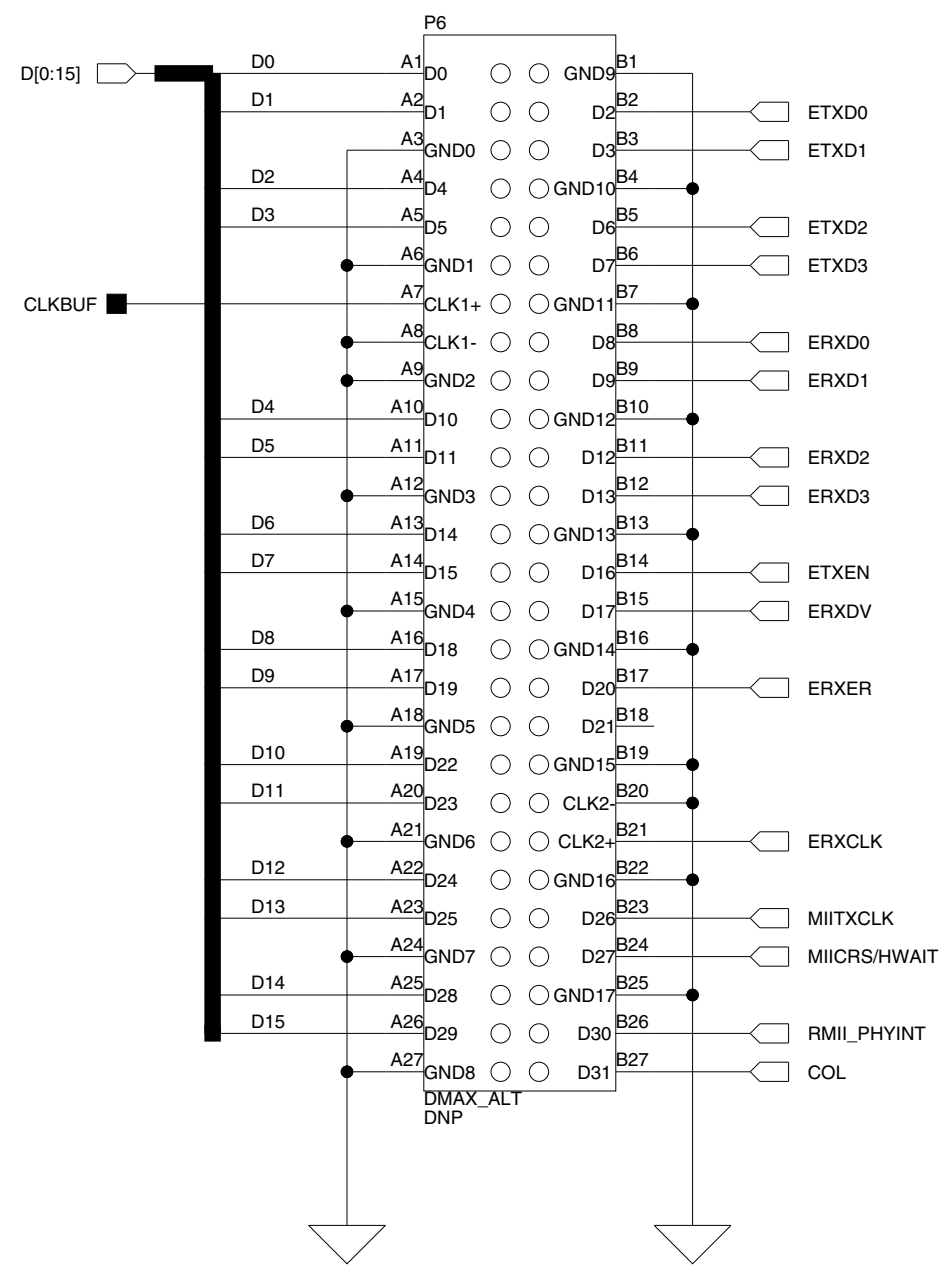 P6
D[0:15] D0 A1 D0 GND9 B1
D1 A2 D1 D2 B2 ETXD0
A3 GND0 D3 B3 ETXD1
D2 A4 D4 GND10 B4
D3 A5 D5 D6 B5 ETXD2
A6 GND1 D7 B6 ETXD3
CLKBUF A7 CLK1+ GND11 B7
A8 CLK1- D8 B8 ERXD0
A9 GND2 D9 B9 ERXD1
D4 A10 D10 GND12 B10
D5 A11 D11 D12 B11 ERXD2
A12 GND3 D13 B12 ERXD3
D6 A13 D14 GND13 B13
D7 A14 D15 D16 B14 ETXEN
A15 GND4 D17 B15 ERXDV
D8 A16 D18 GND14 B16
D9 A17 D19 D20 B17 ERXER
A18 GND5 D21 B18
D10 A19 D22 GND15 B19
D11 A20 D23 CLK2- B20
A21 GND6 CLK2+ B21 ERXCLK
D12 A22 D24 GND16 B22
D13 A23 D25 D26 B23 MIITXCLK
A24 GND7 D27 B24 MIICRS/HWAIT
D14 A25 D28 GND17 B25
D15 A26 D29 D30 B26 RMII_PHYINT
A27 GND8 D31 B27 COL
DMAX_ALT
DNP